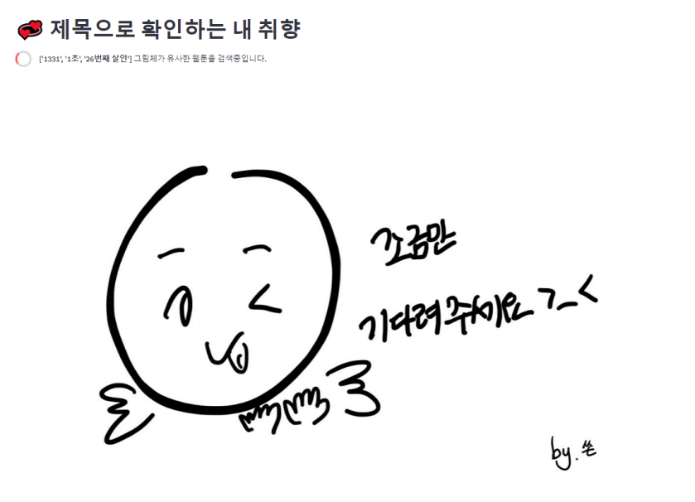 제목으로 확인하는 내 취향
['1331', '1조', '26번째 살인'] 그림체가 유사한 웹툰을 검색중입니다.
조금만
기다려주세요 ㄱ_<
by. 쏜